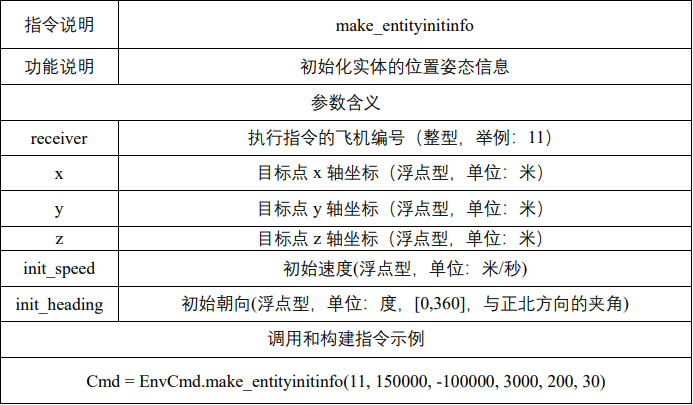 指令说明 make_entityinitinfo
功能说明 初始化实体的位置姿态信息
参数含义
receiver 执行指令的飞机编号（整型，举例：11）
x 目标点 x 轴坐标（浮点型，单位：米）
y 目标点 y 轴坐标（浮点型，单位：米）
z 目标点 z 轴坐标（浮点型，单位：米）
init_speed 初始速度(浮点型，单位：米/秒)
init_heading 初始朝向(浮点型，单位：度，[0,360]，与正北方向的夹角)
调用和构建指令示例
Cmd = EnvCmd.make_entityinitinfo(11, 150000, -100000, 3000, 200, 30)